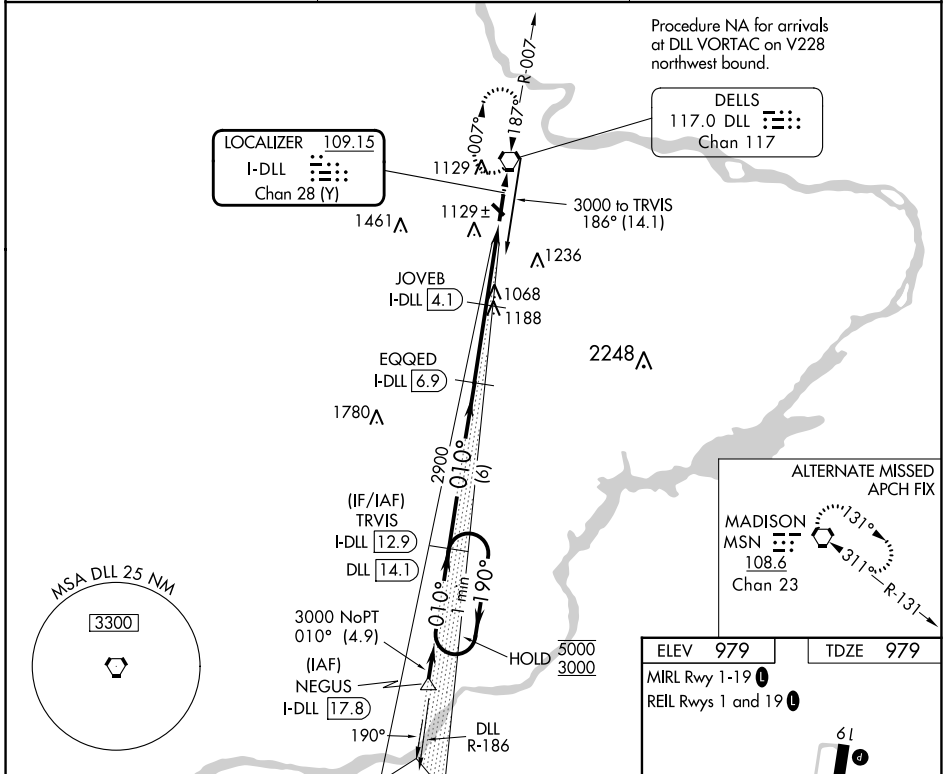 Procedure NA for arrivals
at DLL VORTAC on V228
northwest bound.
R-007
DELLS
117.0 DLL
Chan 117
007°
187°
LOCALIZER 109.15
I-DLL
Chan 28 (Y)
1129
1129±
3000 to TRVIS
186° (14.1)
1461
1236
JOVEB
I-DLL 4.1
1068
1188
EQQED
I-DLL 6.9
2248
1780
2900
010°
(6)
ALTERNATE MISSED
APCH FIX
MADISON
MSN
108.6
Chan 23
131°
311°
R-131
(IF/IAF)
TRVIS
I-DLL 12.9
DLL 14.1
010°
1 min
190°
MSA DLL 25 NM
3300
3000 NoPT
010° (4.9)
HOLD 5000
3000
(IAF)
NEGUS
I-DLL 17.8
190°
DLL
R-186
ELEV 979
TDZE 979
MIRL Rwy 1-19 L
REIL Rwys 1 and 19 L
19
P